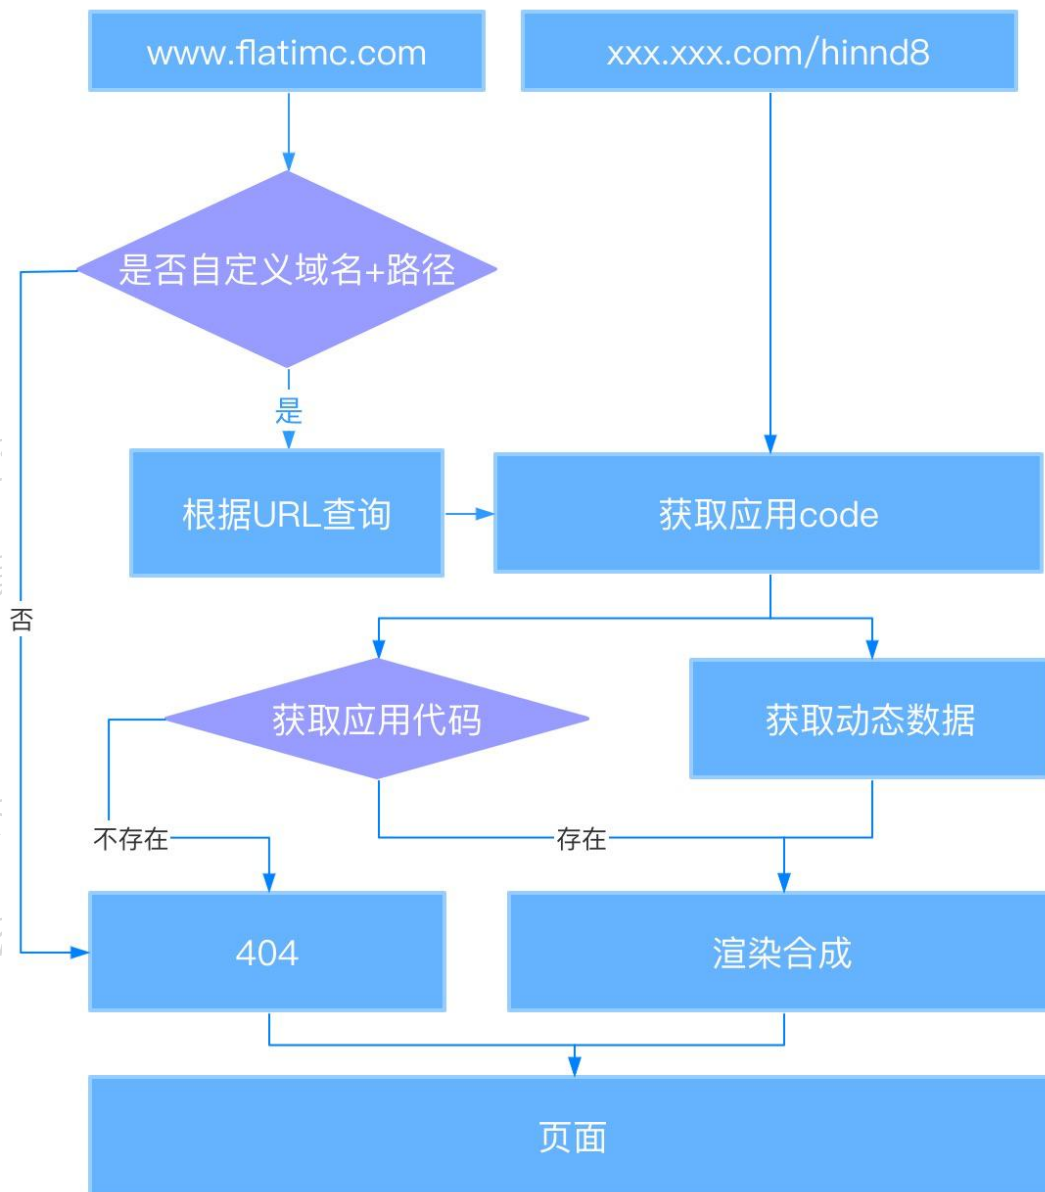 www.flatimc.com
xxx.xxx.com/hinnd8
是否自定义域名+路径
是
根据URL查询
获取应用code
否
获取应用代码
获取动态数据
不存在
存在
404
渲染合成
页面